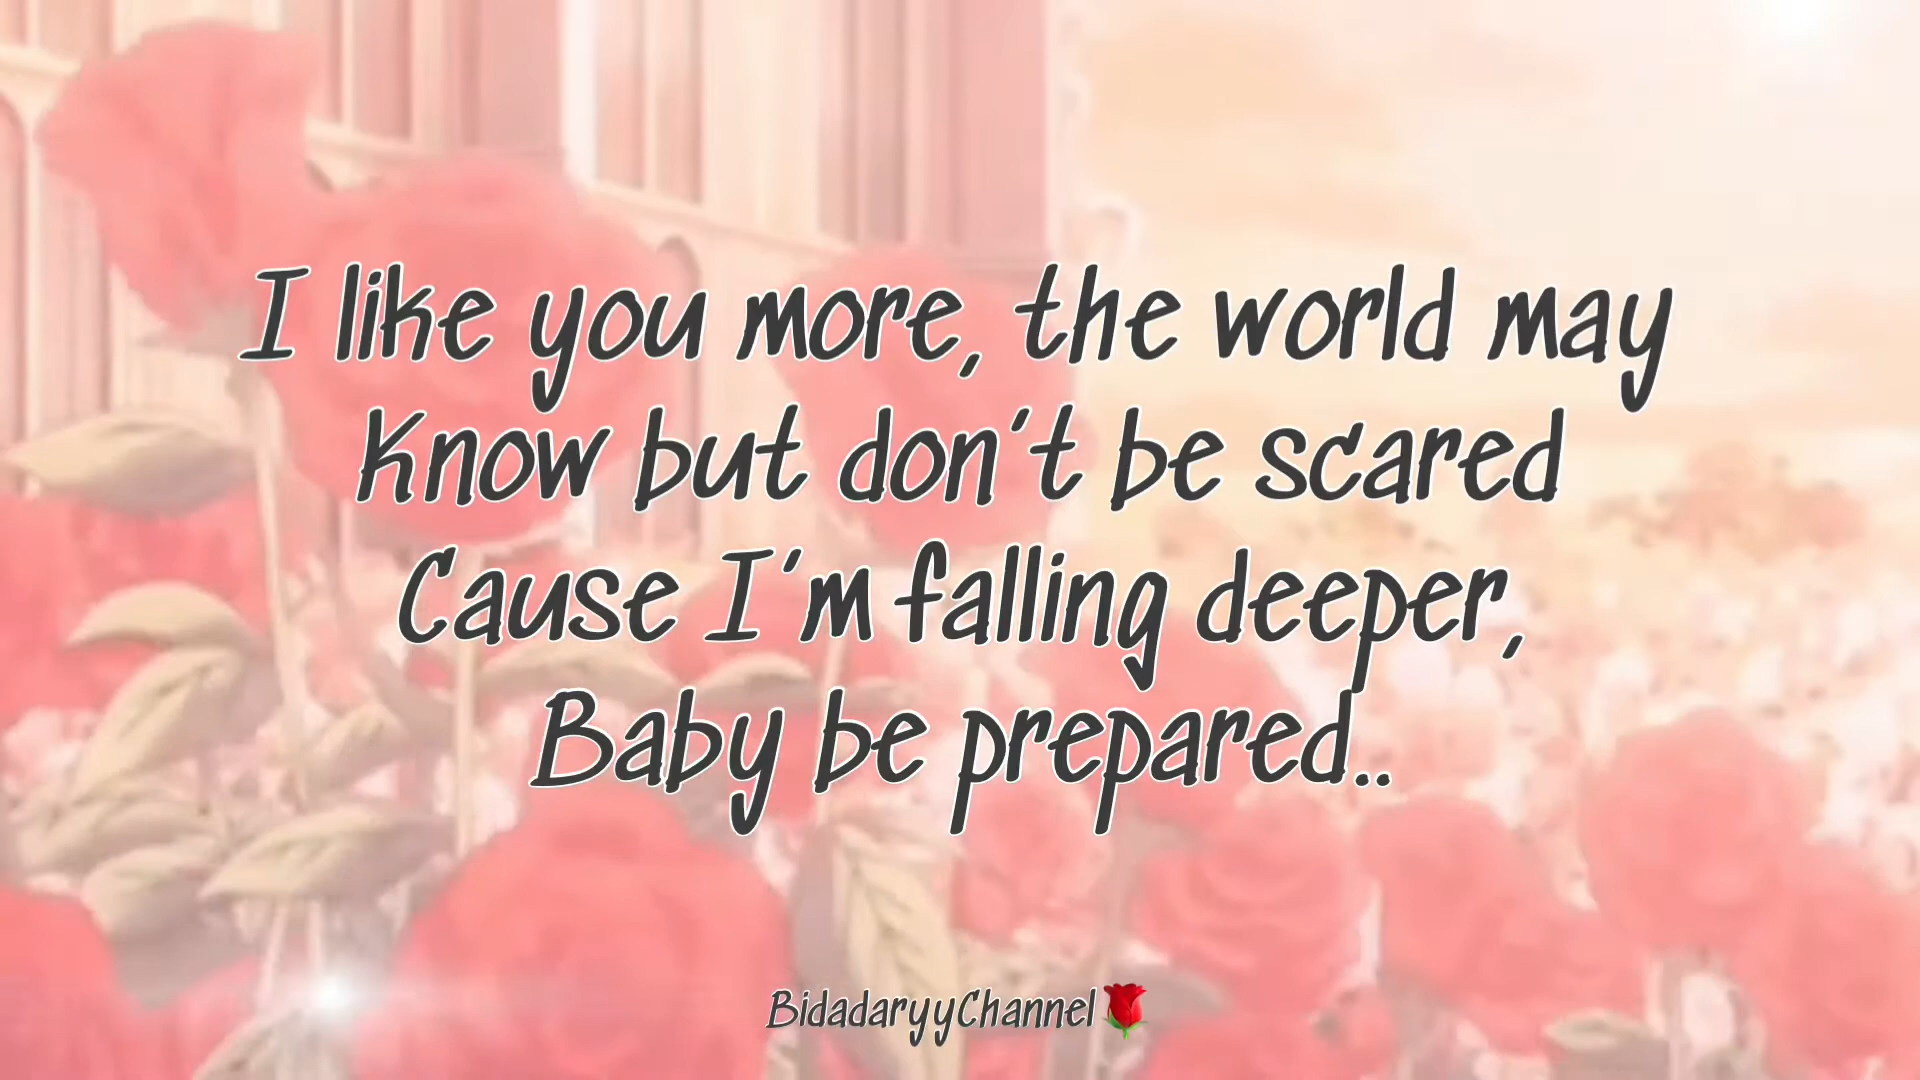 I like you more, the world may
Know but don't be scared
Cause I'm falling deeper,
Baby be prepared..
BidadaryyChannel🌹